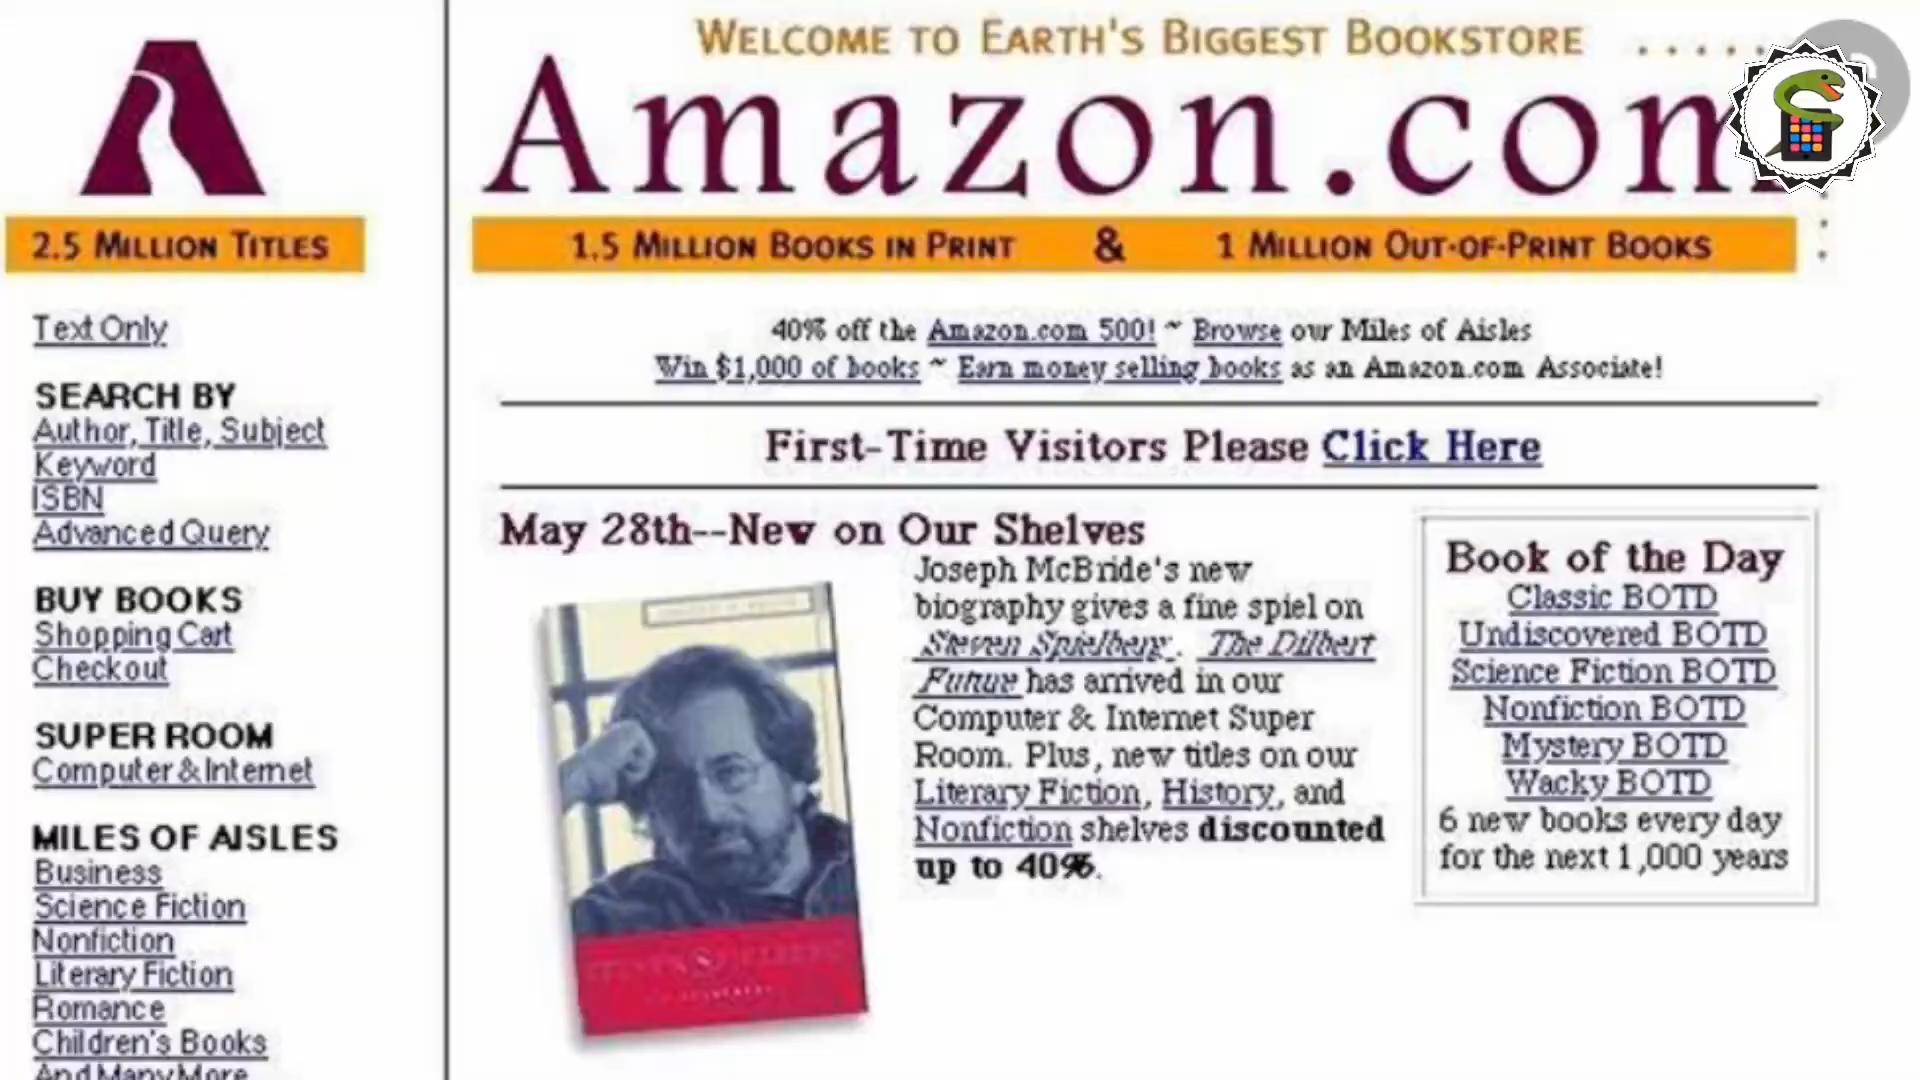 2.5 Million Titles
Text Only
SEARCH BY
Author, Title, Subject
Keyword
ISBN
Advanced Query
BUY BOOKS
Shopping Cart
Checkout
SUPER ROOM
Computer & Internet
MILES OF AISLES
Business
Science Fiction
Nonfiction
Literary Fiction
Romance
Children's Books
And Many More
WELCOME TO EARTH'S BIGGEST BOOKSTORE
Amazon.com
1.5 MILLION BOOKS IN PRINT & 1 MILLION OUT-OF-PRINT BOOKS
40% off the Amazon.com 500! ~ Browse our Miles of Aisles
Win $1,000 of books ~ Earn money selling books as an Amazon.com Associate!
First-Time Visitors Please Click Here
May 28th--New on Our Shelves
Joseph McBride's new
biography gives a fine spiel on
Steven Spielberg. The Dilbert
Future has arrived in our
Computer & Internet Super
Room. Plus, new titles on our
Literary Fiction, History, and
Nonfiction shelves discounted
up to 40%.
Book of the Day
Classic BOTD
Undiscovered BOTD
Science Fiction BOTD
Nonfiction BOTD
Mystery BOTD
Wacky BOTD
6 new books every day
for the next 1,000 years